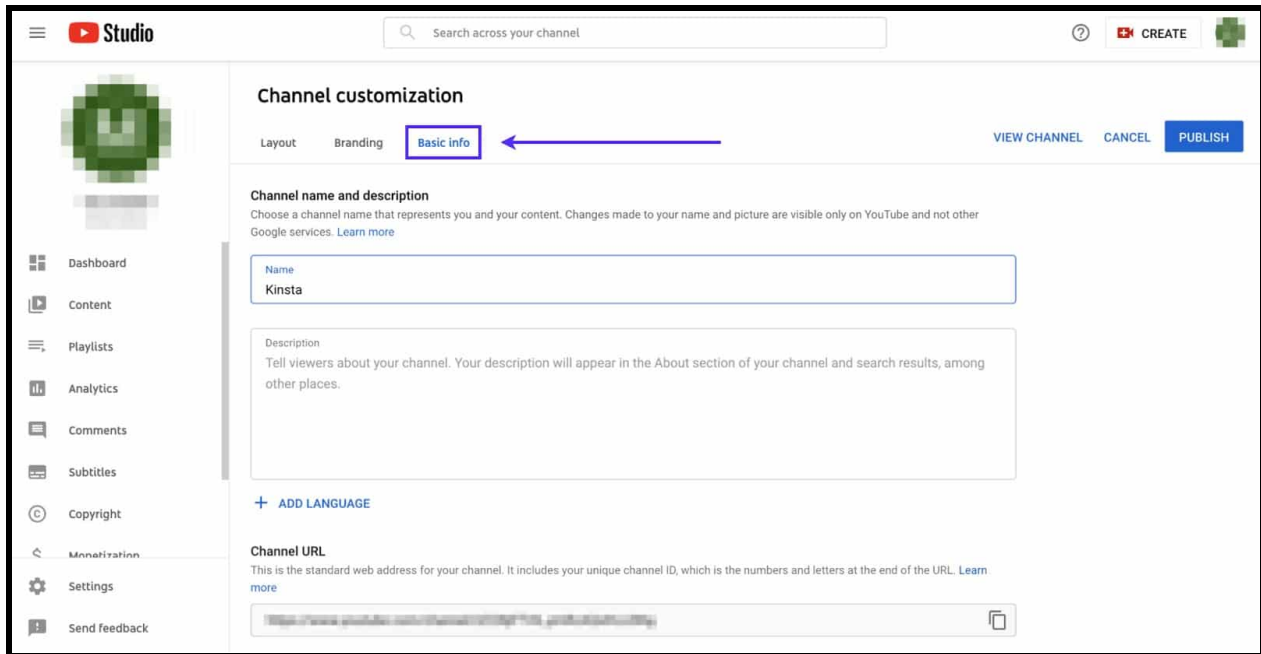 Studio
Search across your channel
CREATE
Channel customization
Layout
Branding
Basic info
VIEW CHANNEL
CANCEL
PUBLISH
Channel name and description
Choose a channel name that represents you and your content. Changes made to your name and picture are visible only on YouTube and not other
Google services. Learn more
Name
Kinsta
Description
Tell viewers about your channel. Your description will appear in the About section of your channel and search results, among
other places.
ADD LANGUAGE
Channel URL
This is the standard web address for your channel. It includes your unique channel ID, which is the numbers and letters at the end of the URL. Learn
more
Dashboard
Content
Playlists
Analytics
Comments
Subtitles
Copyright
Monetization
Settings
Send feedback